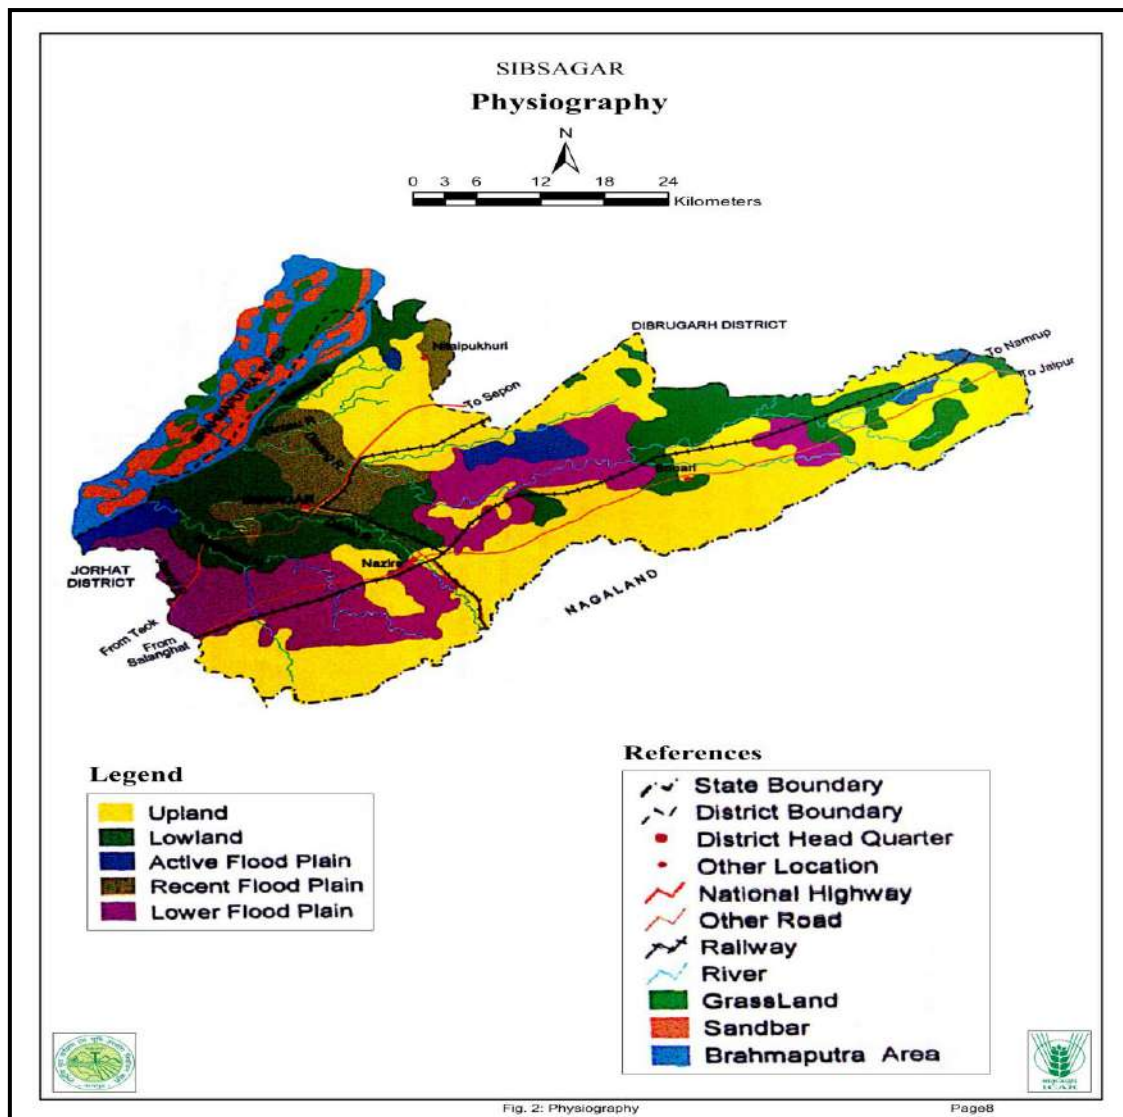 SIBSAGAR
Physiography
N
0 3 6 12 18 24
Kilometers
DIBRUGARH DISTRICT
To Namrup
To Jaipur
To Sapon
Nazira
JORHAT
DISTRICT
NAGALAND
From Teok
From
Salanghat
Legend
Upland
Lowland
Active Flood Plain
Recent Flood Plain
Lower Flood Plain
References
State Boundary
District Boundary
District Head Quarter
Other Location
National Highway
Other Road
Railway
River
GrassLand
Sandbar
Brahmaputra Area
ICAR
Fig. 2: Physiography
Page8